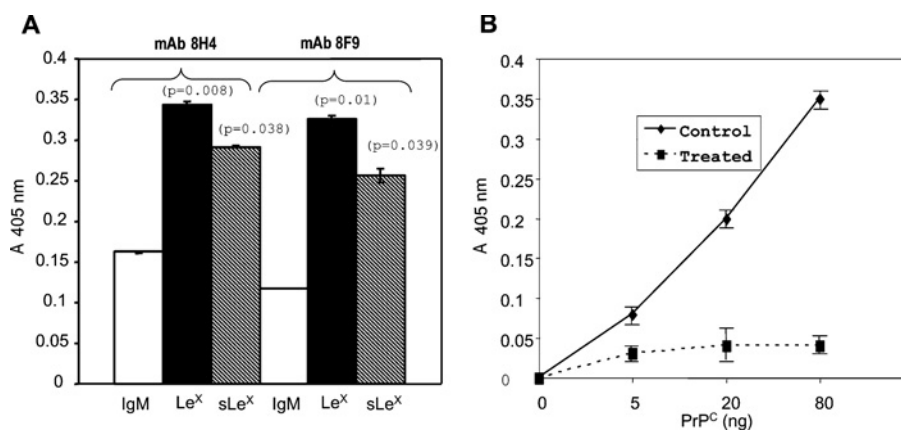 A
mAb 8H4
mAb 8F9
0.4
0.35
0.3
0.25
0.2
0.15
0.1
0.05
0
A 405 nm
(p=0.008)
(p=0.038)
(p=0.01)
(p=0.039)
IgM
Le^X
sLe^X
IgM
Le^X
sLe^X
B
0.4
0.35
0.3
0.25
0.2
0.15
0.1
0.05
0
A 405 nm
Control
Treated
0
5
20
80
PrP^C (ng)